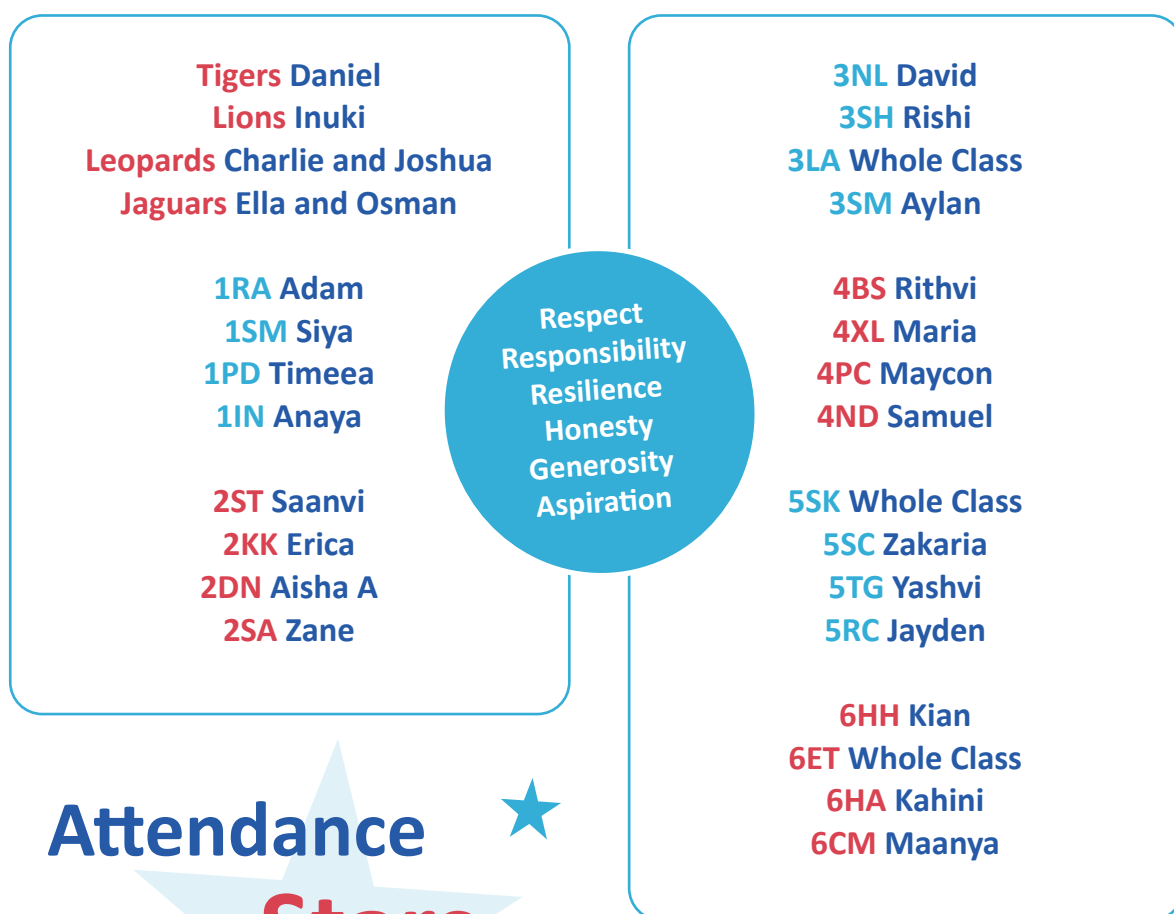 Tigers Daniel
Lions Inuki
Leopards Charlie and Joshua
Jaguars Ella and Osman
1RA Adam
1SM Siya
1PD Timeea
1IN Anaya
2ST Saanvi
2KK Erica
2DN Aisha A
2SA Zane
Respect
Responsibility
Resilience
Honesty
Generosity
Aspiration
3NL David
3SH Rishi
3LA Whole Class
3SM Aylan
4BS Rithvi
4XL Maria
4PC Maycon
4ND Samuel
5SK Whole Class
5SC Zakaria
5TG Yashvi
5RC Jayden
6HH Kian
6ET Whole Class
6HA Kahini
6CM Maanya
Attendance
Stars